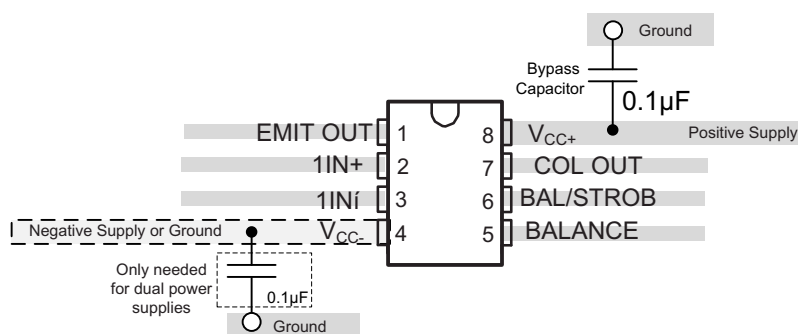 Ground
Bypass
Capacitor
0.1µF
EMIT OUT 1
8 VCC+ Positive Supply
1IN+ 2
7 COL OUT
1INí 3
6 BAL/STROB
Negative Supply or Ground VCC- 4
5 BALANCE
Only needed
for dual power
supplies
0.1µF
Ground